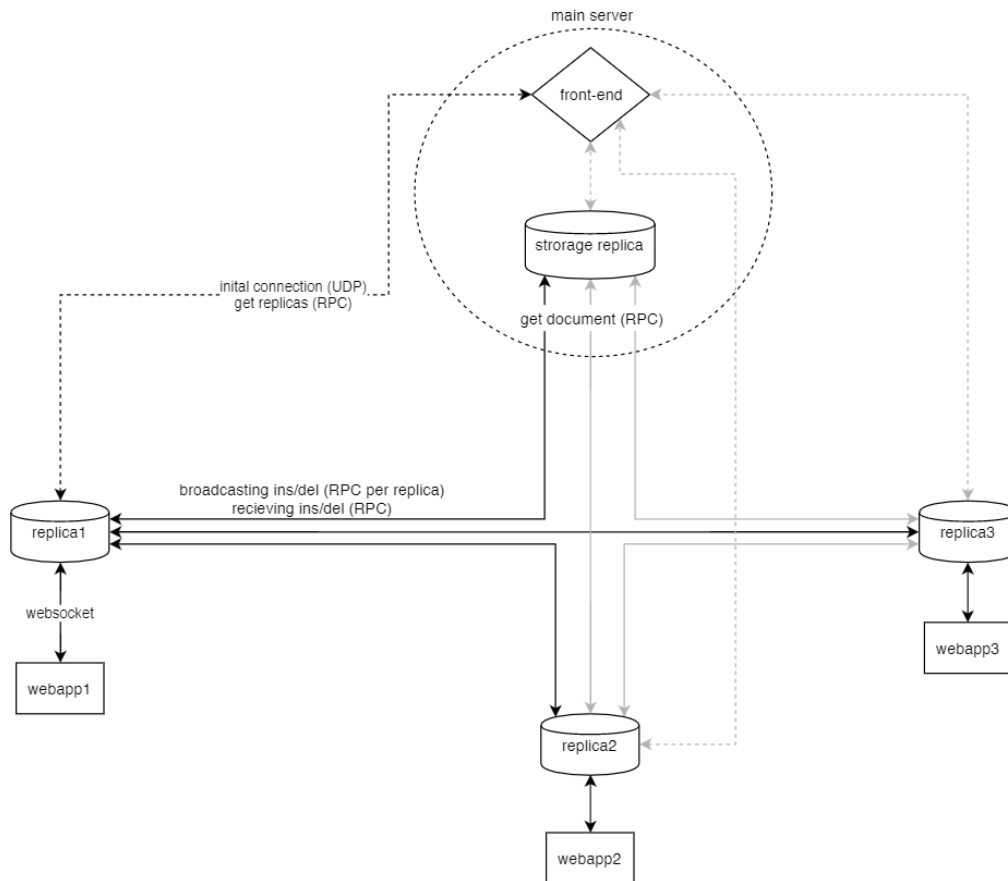 main server
front-end
strorage replica
inital connection (UDP)
get replicas (RPC)
get document (RPC)
broadcasting ins/del (RPC per replica)
recieving ins/del (RPC)
replica1
replica3
websocket
webapp3
webapp1
replica2
webapp2